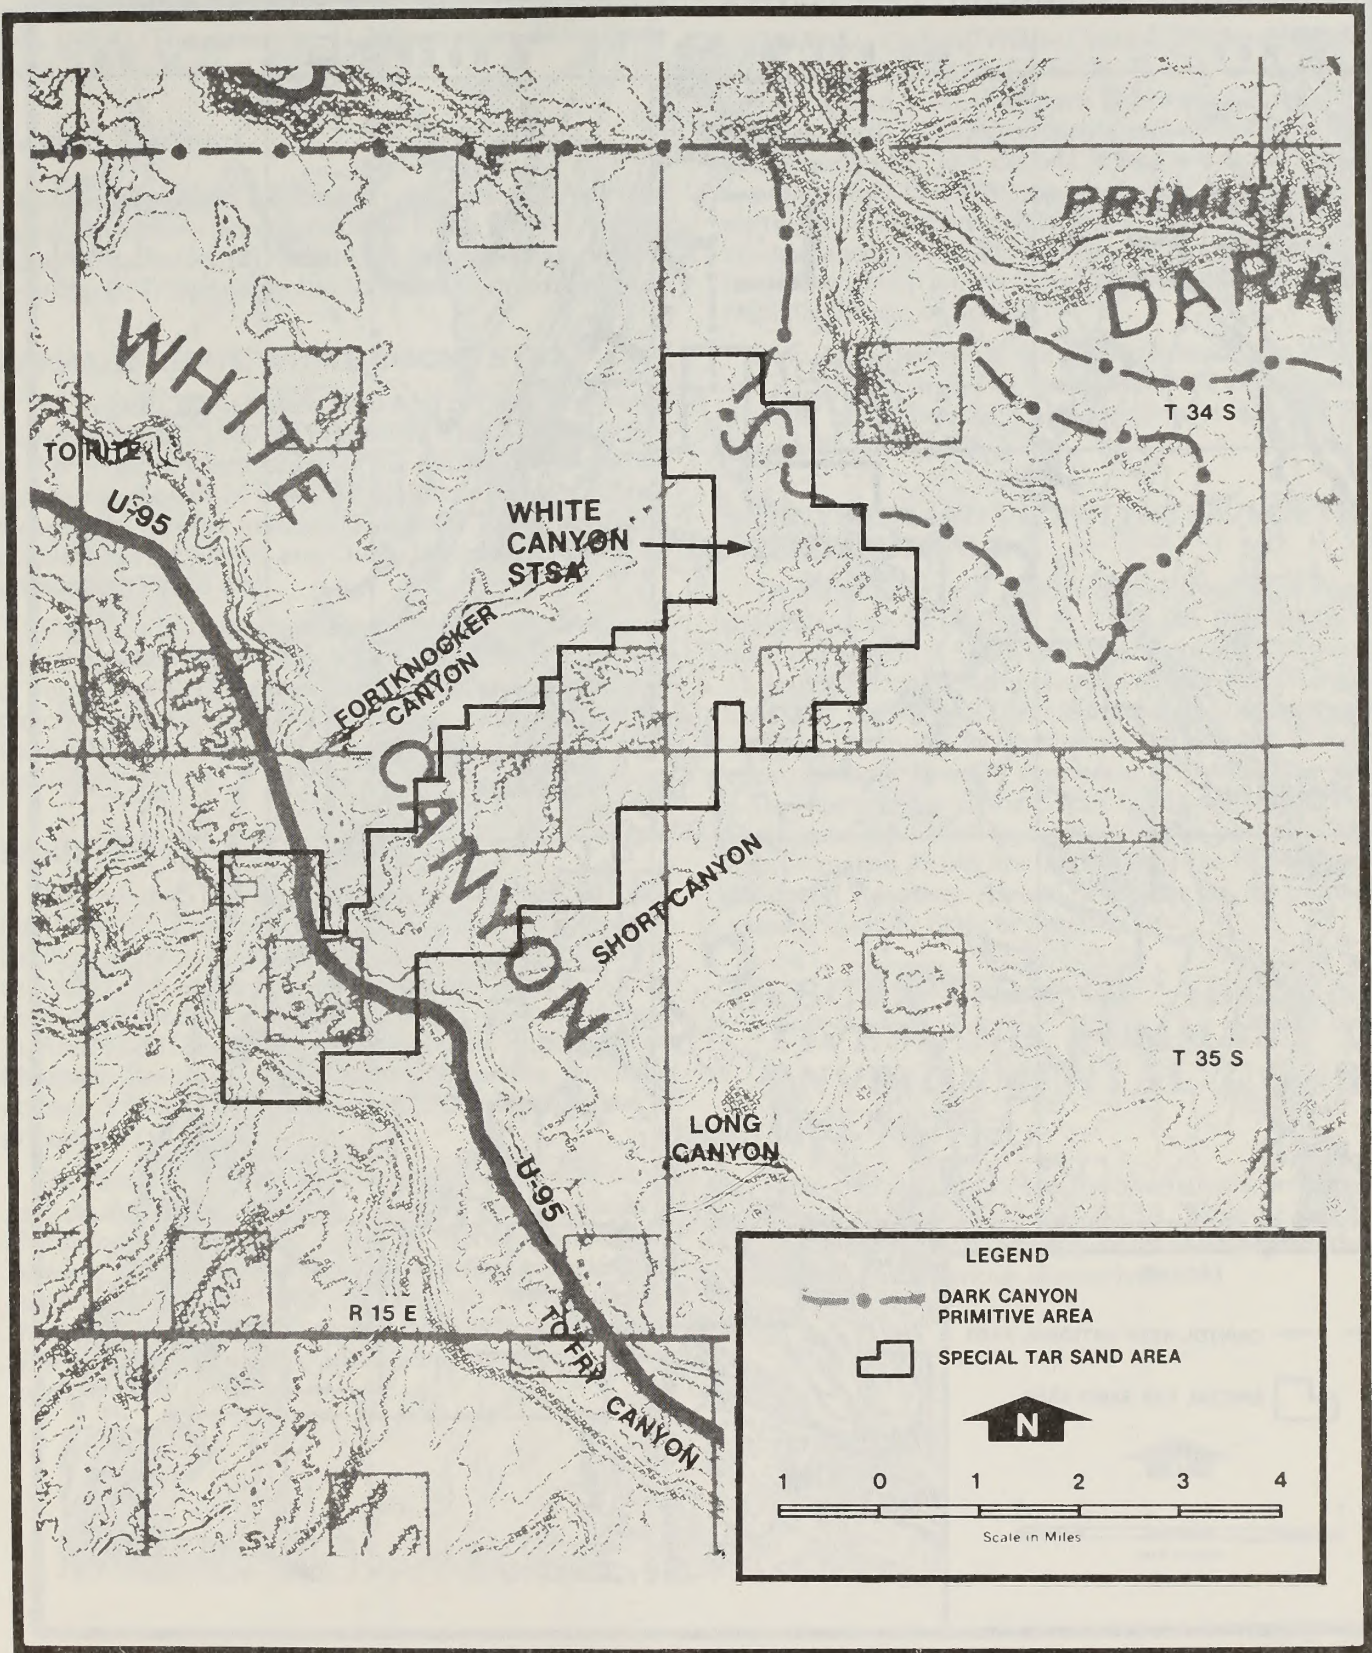 PRIMITIV
DARK
WHITE
T 34 S
TO HITE
U-95
WHITE
CANYON
STSA
FORTKNOCKER
CANYON
CANYON
SHORT CANYON
T 35 S
LONG
CANYON
U-95
R 15 E
TO FRY CANYON
LEGEND
DARK CANYON
PRIMITIVE AREA
SPECIAL TAR SAND AREA
N
1 0 1 2 3 4
Scale in Miles